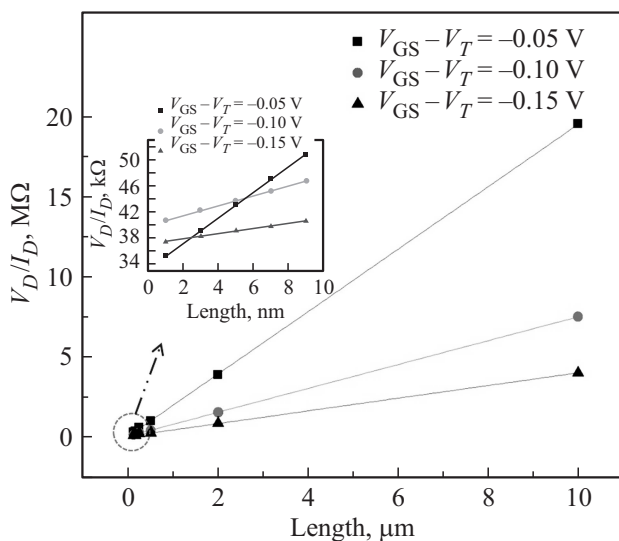 V_GS – V_T = –0.05 V
V_GS – V_T = –0.10 V
V_GS – V_T = –0.15 V
V_GS – V_T = –0.05 V
V_GS – V_T = –0.10 V
V_GS – V_T = –0.15 V
V_D/I_D, MΩ
20
15
10
5
0
V_D/I_D, kΩ
50
46
42
38
34
0 2 4 6 8 10
Length, nm
0 2 4 6 8 10
Length, μm